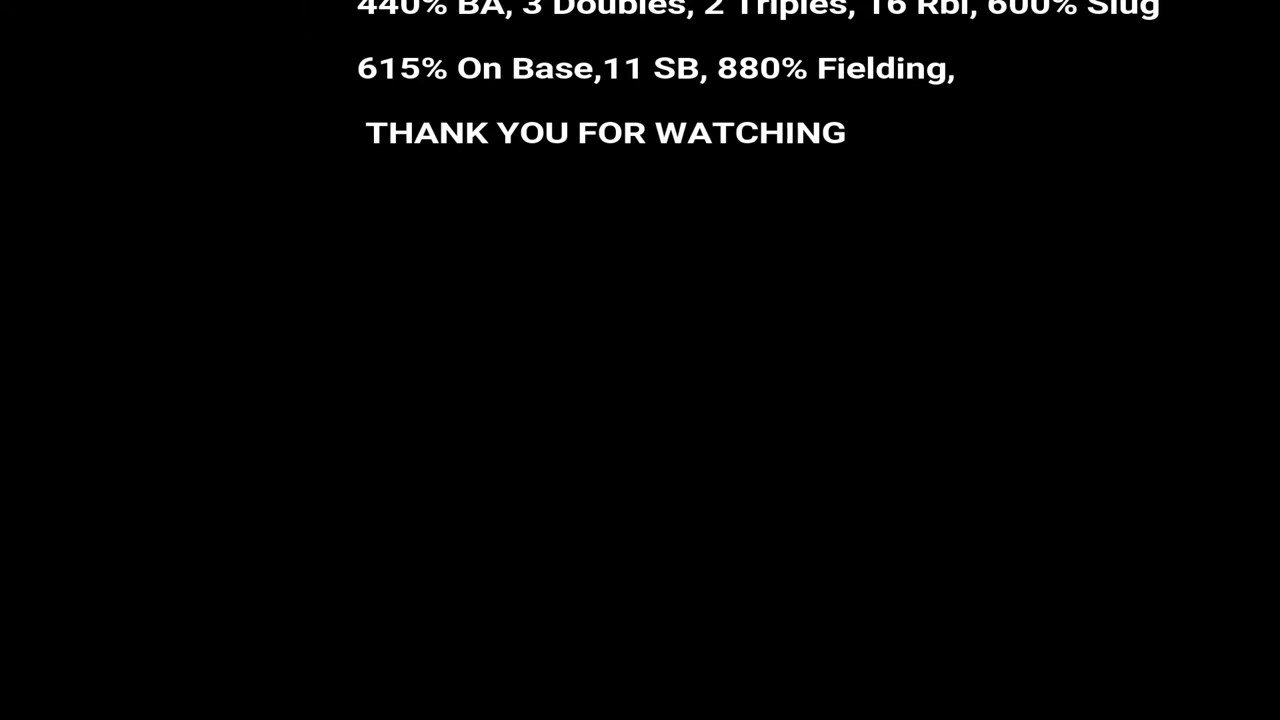 440% BA, 3 Doubles, 2 Triples, 16 Rbi, 600% Slug
615% On Base,11 SB, 880% Fielding,
THANK YOU FOR WATCHING